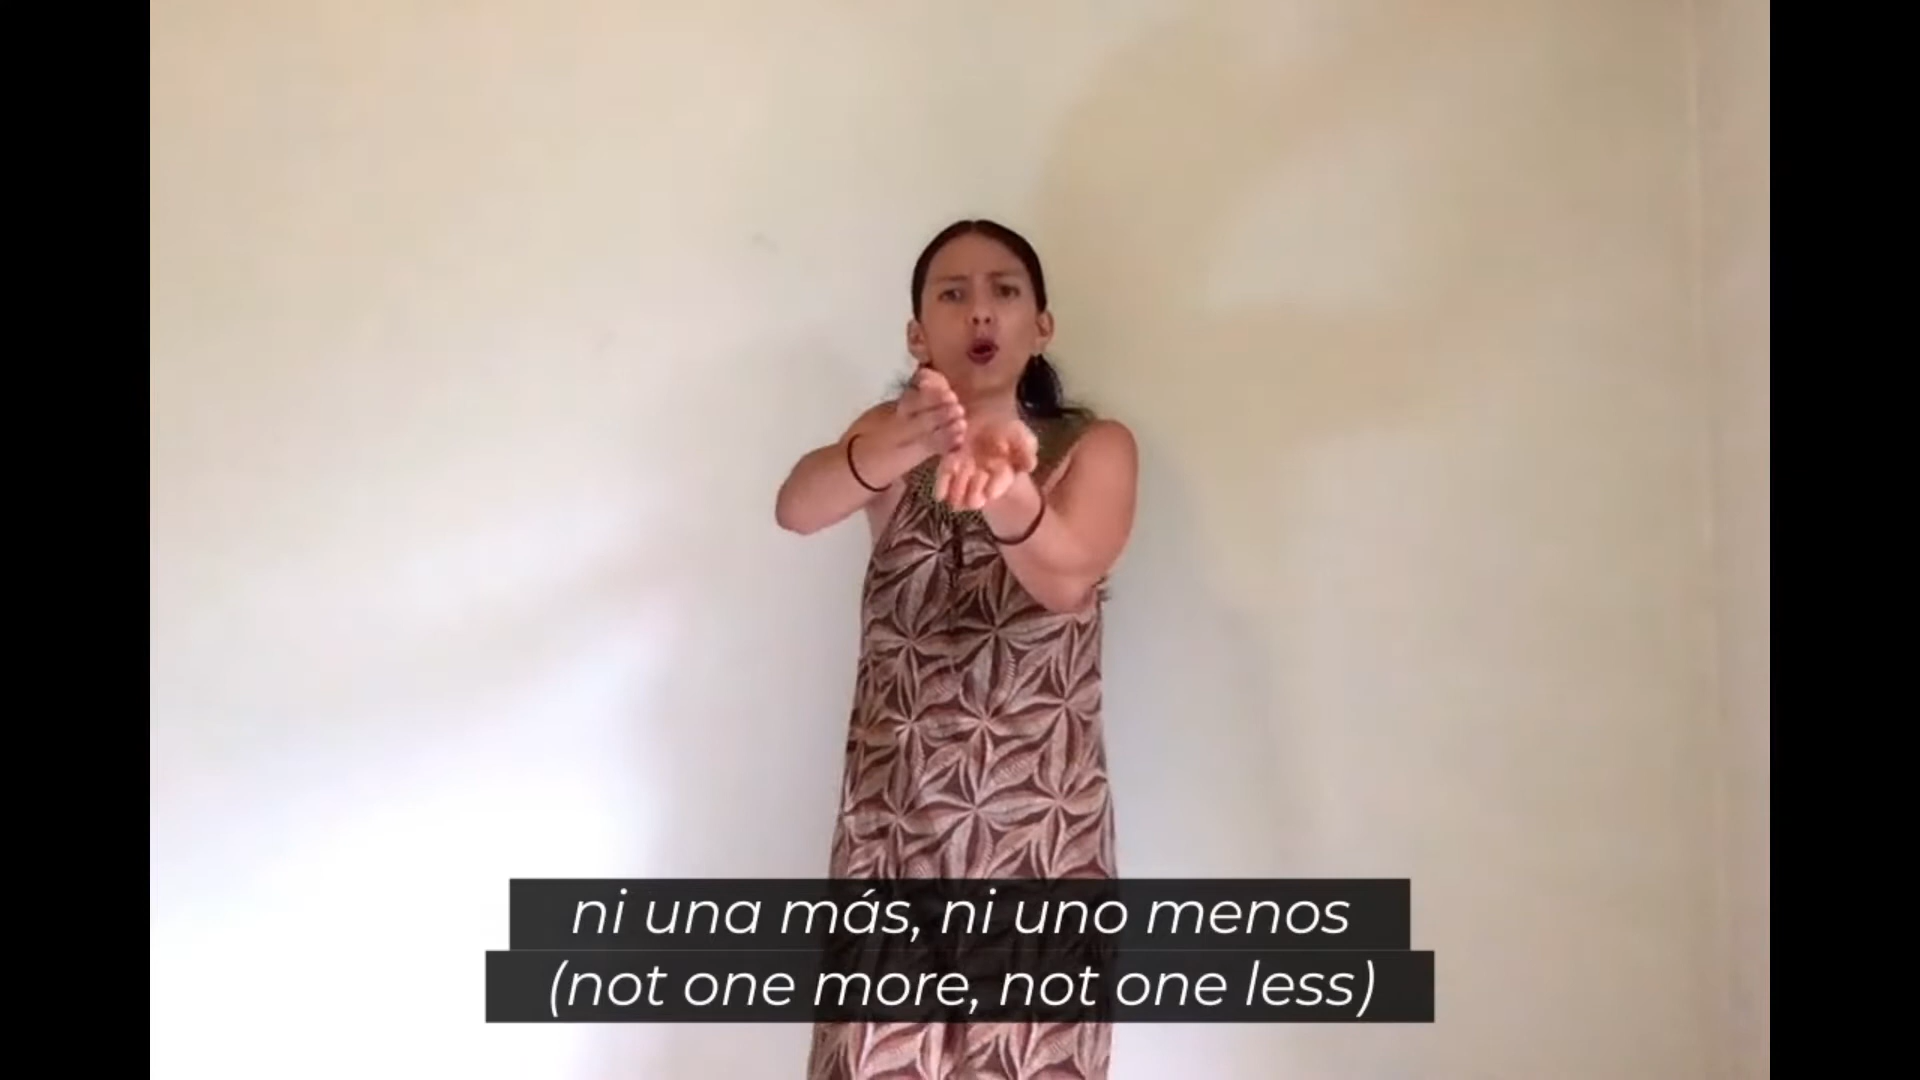 ni una más, ni uno menos
(not one more, not one less)